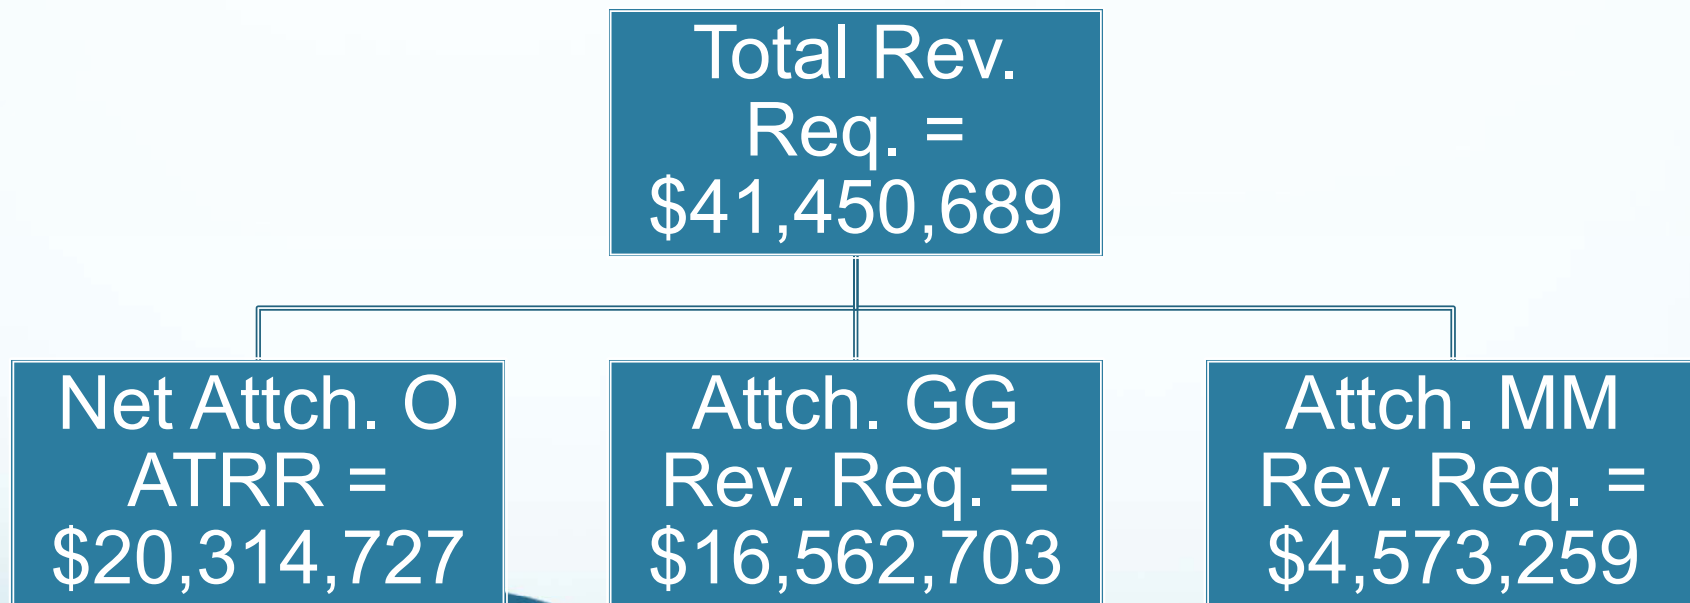 Total Rev.
Req. =
$41,450,689
Net Attch. O
ATRR =
$20,314,727
Attch. GG
Rev. Req. =
$16,562,703
Attch. MM
Rev. Req. =
$4,573,259